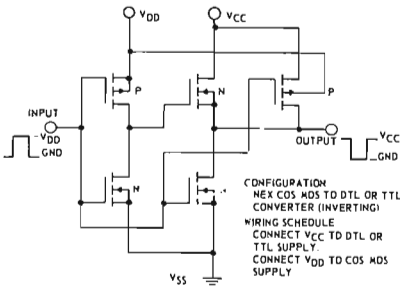 VDD
VCC
P
N
P
INPUT
VDD
GND
OUTPUT
VCC
GND
N
CONFIGURATION
NEX COS MOS TO DTL OR TTL
CONVERTER (INVERTING)
WIRING SCHEDULE
CONNECT VCC TO DTL OR
TTL SUPPLY.
CONNECT VDD TO COS MOS
SUPPLY
VSS